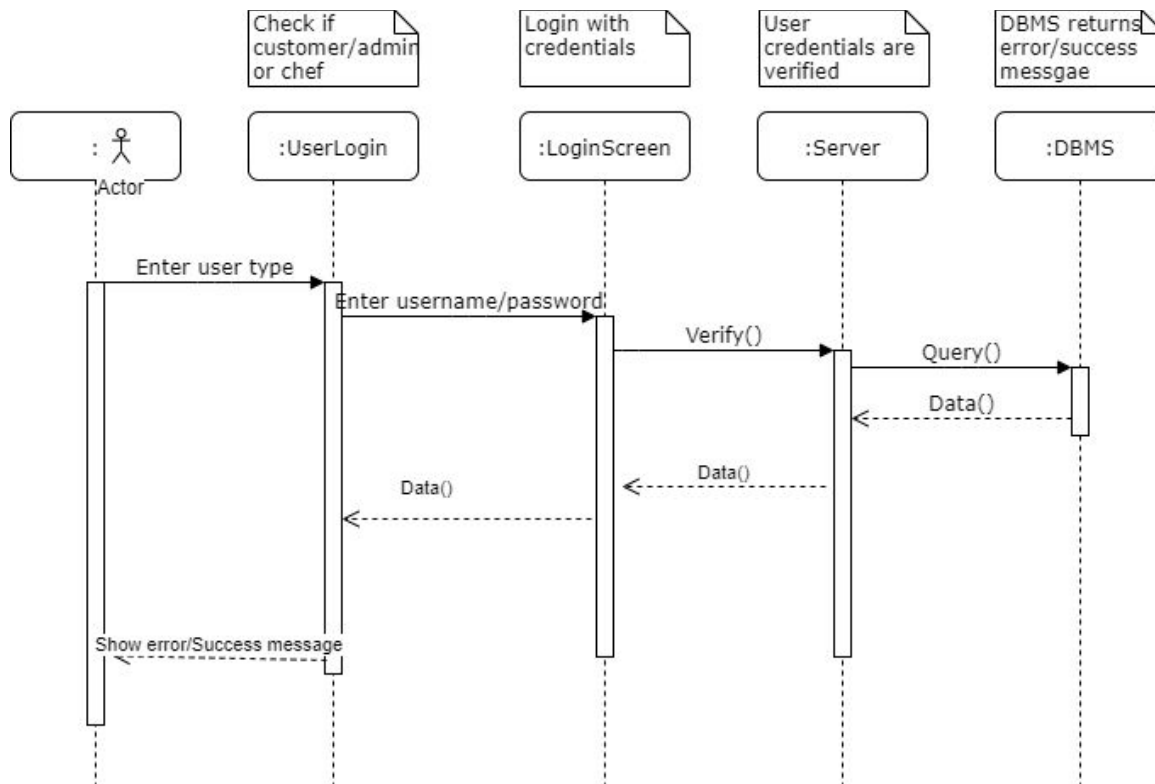 Check if
customer/admin
or chef
Login with
credentials
User
credentials are
verified
DBMS returns
error/success
messgae
:
Actor
:UserLogin
:LoginScreen
:Server
:DBMS
Enter user type
Enter username/password
Verify()
Query()
Data()
Data()
Data()
Show error/Success message